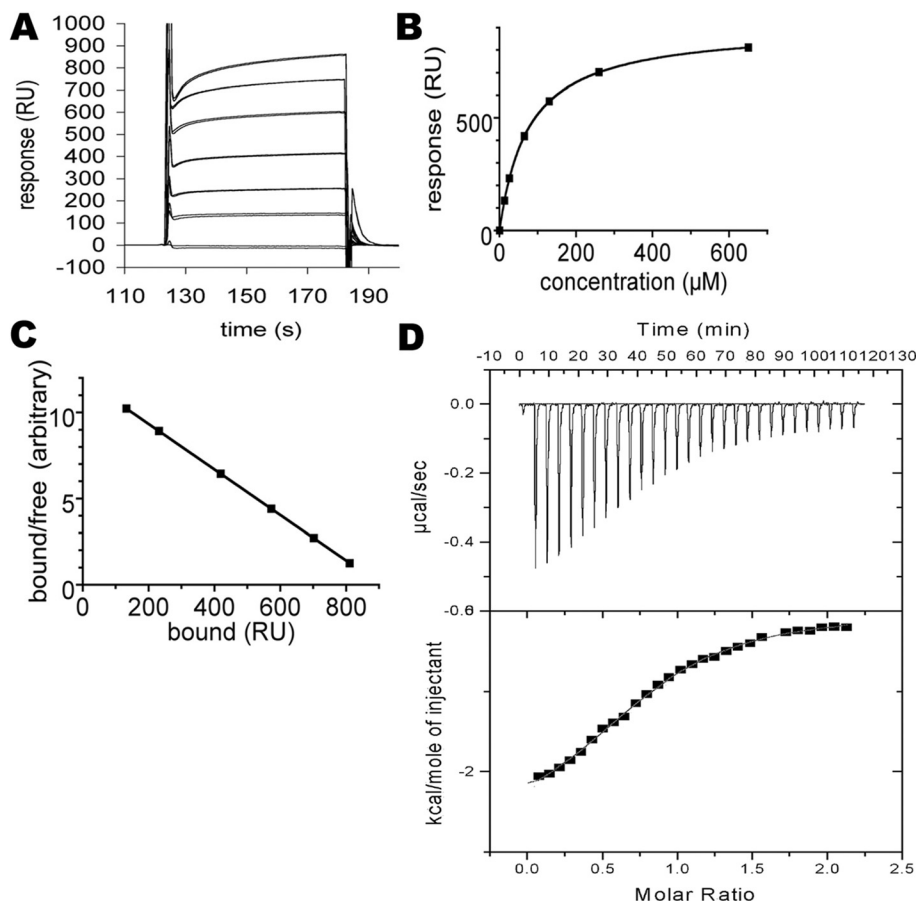 A
1000
900
800
700
600
500
400
300
200
100
0
-100
response (RU)
110 130 150 170 190
time (s)
B
500
0
response (RU)
0 200 400 600
concentration (µM)
C
10
5
0
bound/free (arbitrary)
0 200 400 600 800
bound (RU)
D
Time (min)
-10 0 10 20 30 40 50 60 70 80 90 100 110 120 130
0.0
-0.2
-0.4
-0.6
µcal/sec
-2
kcal/mole of injectant
0.0 0.5 1.0 1.5 2.0 2.5
Molar Ratio